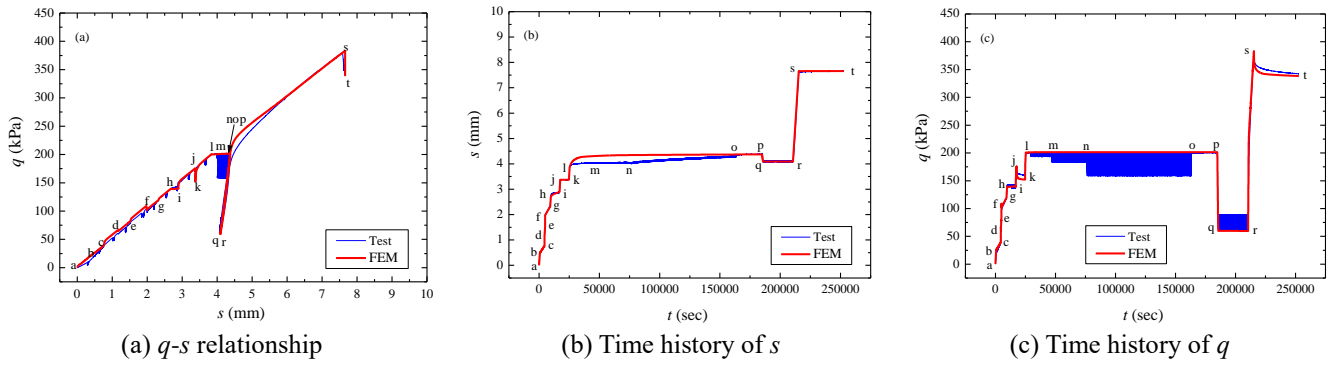 450
400
350
300
250
200
150
100
50
0
q (kPa)
(a)
a
b
c
d
e
f
g
h
i
j
k
l
m
nop
q
r
s
t
Test
FEM
0 1 2 3 4 5 6 7 8 9 10
s (mm)
(a) q-s relationship
10
9
8
7
6
5
4
3
2
1
0
s (mm)
(b)
a
b
c
d
e
f
g
h
i
j
k
l
m
n
o
p
q
r
s
t
Test
FEM
0 50000 100000 150000 200000 250000
t (sec)
(b) Time history of s
450
400
350
300
250
200
150
100
50
0
q (kPa)
(c)
a
b
c
d
e
f
g
h
i
j
k
l
m
n
o
p
q
r
s
t
Test
FEM
0 50000 100000 150000 200000 250000
t (sec)
(c) Time history of q